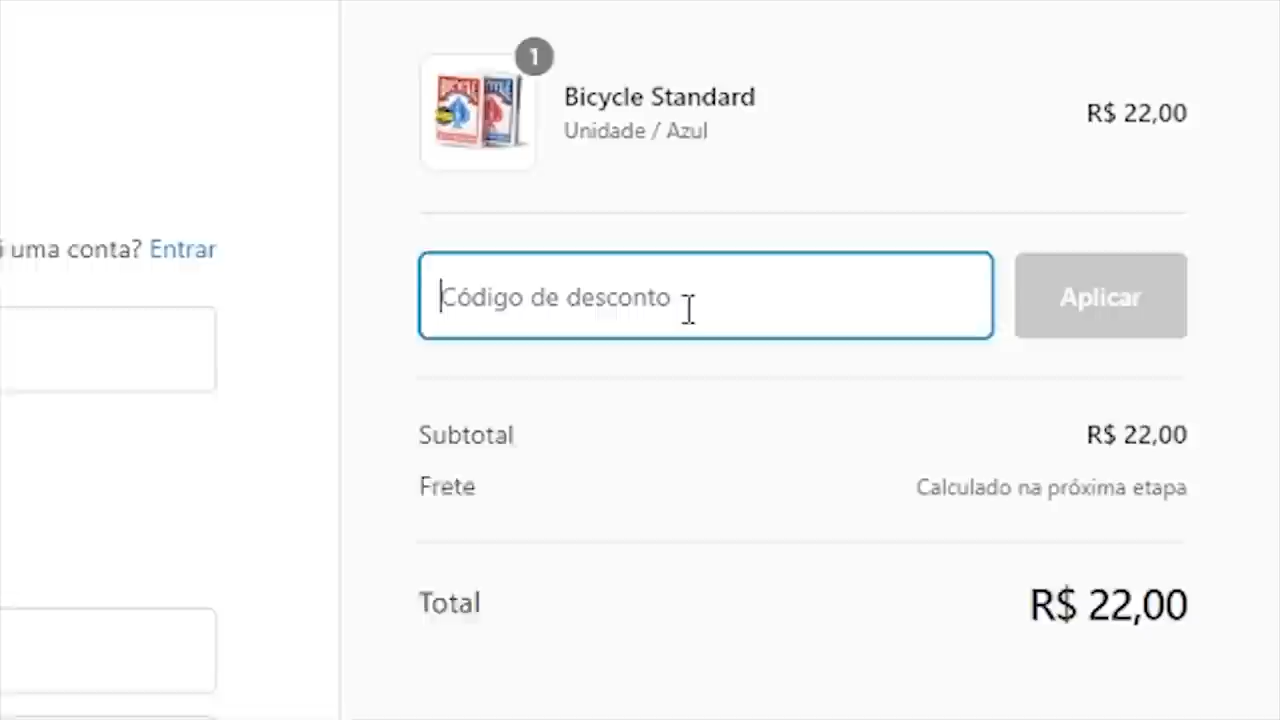 1
Bicycle Standard
Unidade / Azul
R$ 22,00
uma conta? Entrar
Código de desconto
Aplicar
Subtotal
R$ 22,00
Frete
Calculado na próxima etapa
Total
R$ 22,00